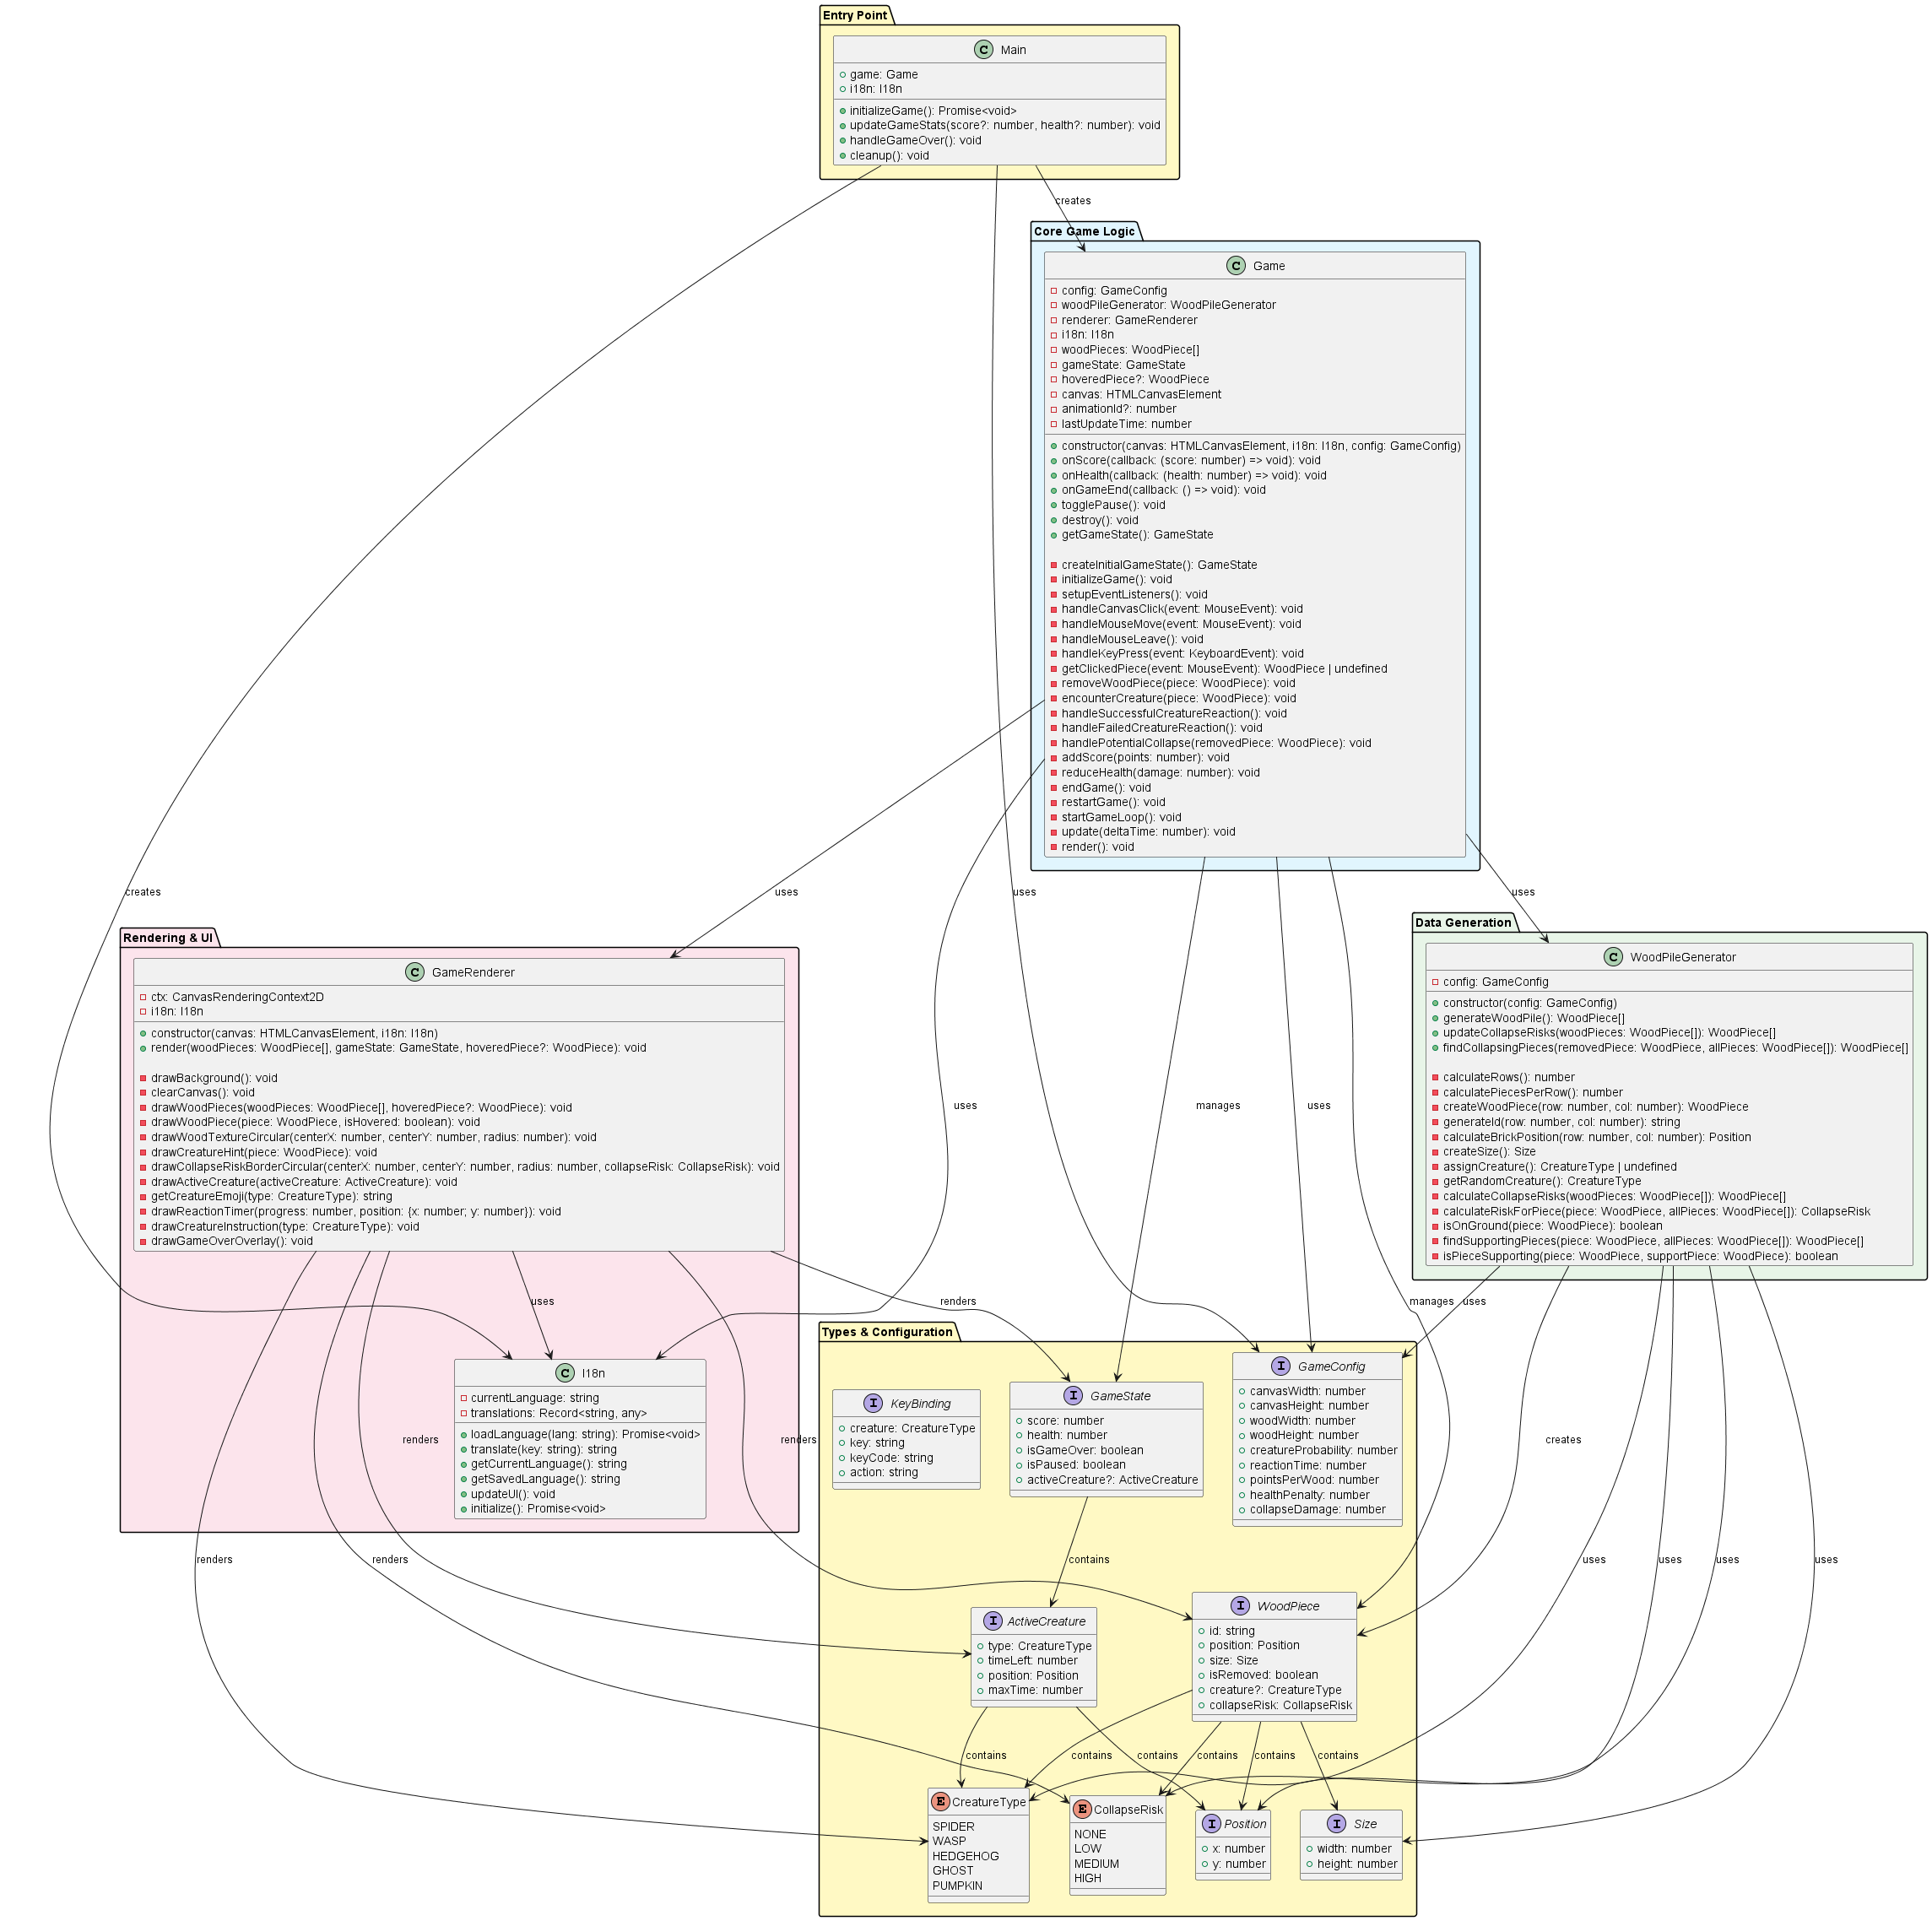 Entry Point
C Main
game: Game
i18n: I18n
initializeGame(): Promise<void>
updateGameStats(score?: number, health?: number): void
handleGameOver(): void
cleanup(): void
creates
Core Game Logic
C Game
config: GameConfig
woodPileGenerator: WoodPileGenerator
renderer: GameRenderer
i18n: I18n
woodPieces: WoodPiece[]
gameState: GameState
hoveredPiece?: WoodPiece
canvas: HTMLCanvasElement
animationId?: number
lastUpdateTime: number
constructor(canvas: HTMLCanvasElement, i18n: I18n, config: GameConfig)
onScore(callback: (score: number) => void): void
onHealth(callback: (health: number) => void): void
onGameEnd(callback: () => void): void
togglePause(): void
destroy(): void
getGameState(): GameState
createInitialGameState(): GameState
initializeGame(): void
setupEventListeners(): void
handleCanvasClick(event: MouseEvent): void
handleMouseMove(event: MouseEvent): void
handleMouseLeave(): void
handleKeyPress(event: KeyboardEvent): void
getClickedPiece(event: MouseEvent): WoodPiece | undefined
removeWoodPiece(piece: WoodPiece): void
encounterCreature(piece: WoodPiece): void
handleSuccessfulCreatureReaction(): void
handleFailedCreatureReaction(): void
handlePotentialCollapse(removedPiece: WoodPiece): void
addScore(points: number): void
reduceHealth(damage: number): void
endGame(): void
restartGame(): void
startGameLoop(): void
update(deltaTime: number): void
render(): void
creates
uses
uses
uses
Rendering & UI
C GameRenderer
ctx: CanvasRenderingContext2D
i18n: I18n
constructor(canvas: HTMLCanvasElement, i18n: I18n)
render(woodPieces: WoodPiece[], gameState: GameState, hoveredPiece?: WoodPiece): void
drawBackground(): void
clearCanvas(): void
drawWoodPieces(woodPieces: WoodPiece[], hoveredPiece?: WoodPiece): void
drawWoodPiece(piece: WoodPiece, isHovered: boolean): void
drawWoodTextureCircular(centerX: number, centerY: number, radius: number): void
drawCreatureHint(piece: WoodPiece): void
drawCollapseRiskBorderCircular(centerX: number, centerY: number, radius: number, collapseRisk: CollapseRisk): void
drawActiveCreature(activeCreature: ActiveCreature): void
getCreatureEmoji(type: CreatureType): string
drawReactionTimer(progress: number, position: {x: number; y: number}): void
drawCreatureInstruction(type: CreatureType): void
drawGameOverOverlay(): void
uses
manages
uses
Data Generation
C WoodPileGenerator
config: GameConfig
constructor(config: GameConfig)
generateWoodPile(): WoodPiece[]
updateCollapseRisks(woodPieces: WoodPiece[]): WoodPiece[]
findCollapsingPieces(removedPiece: WoodPiece, allPieces: WoodPiece[]): WoodPiece[]
calculateRows(): number
calculatePiecesPerRow(): number
createWoodPiece(row: number, col: number): WoodPiece
generateId(row: number, col: number): string
calculateBrickPosition(row: number, col: number): Position
createSize(): Size
assignCreature(): CreatureType | undefined
getRandomCreature(): CreatureType
calculateCollapseRisks(woodPieces: WoodPiece[]): WoodPiece[]
calculateRiskForPiece(piece: WoodPiece, allPieces: WoodPiece[]): CollapseRisk
isOnGround(piece: WoodPiece): boolean
findSupportingPieces(piece: WoodPiece, allPieces: WoodPiece[]): WoodPiece[]
isPieceSupporting(piece: WoodPiece, supportPiece: WoodPiece): boolean
uses
renders
manages
uses
C I18n
currentLanguage: string
translations: Record<string, any>
loadLanguage(lang: string): Promise<void>
translate(key: string): string
getCurrentLanguage(): string
getSavedLanguage(): string
updateUI(): void
initialize(): Promise<void>
Types & Configuration
I KeyBinding
creature: CreatureType
key: string
keyCode: string
action: string
I GameState
score: number
health: number
isGameOver: boolean
isPaused: boolean
activeCreature?: ActiveCreature
I GameConfig
canvasWidth: number
canvasHeight: number
woodWidth: number
woodHeight: number
creatureProbability: number
reactionTime: number
pointsPerWood: number
healthPenalty: number
collapseDamage: number
renders
renders
creates
renders
renders
contains
uses
uses
uses
uses
I ActiveCreature
type: CreatureType
timeLeft: number
position: Position
maxTime: number
I WoodPiece
id: string
position: Position
size: Size
isRemoved: boolean
creature?: CreatureType
collapseRisk: CollapseRisk
contains
contains
contains
contains
contains
contains
E CreatureType
SPIDER
WASP
HEDGEHOG
GHOST
PUMPKIN
E CollapseRisk
NONE
LOW
MEDIUM
HIGH
I Position
x: number
y: number
I Size
width: number
height: number